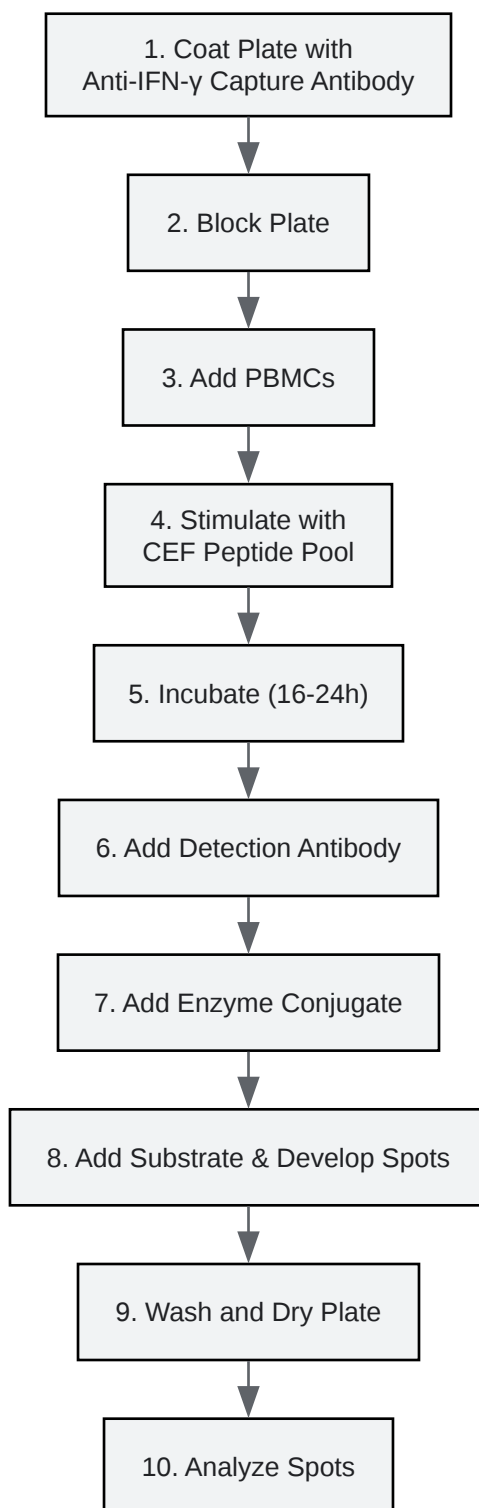 1. Coat Plate with
Anti-IFN-γ Capture Antibody
2. Block Plate
3. Add PBMCs
4. Stimulate with
CEF Peptide Pool
5. Incubate (16-24h)
6. Add Detection Antibody
7. Add Enzyme Conjugate
8. Add Substrate & Develop Spots
9. Wash and Dry Plate
10. Analyze Spots